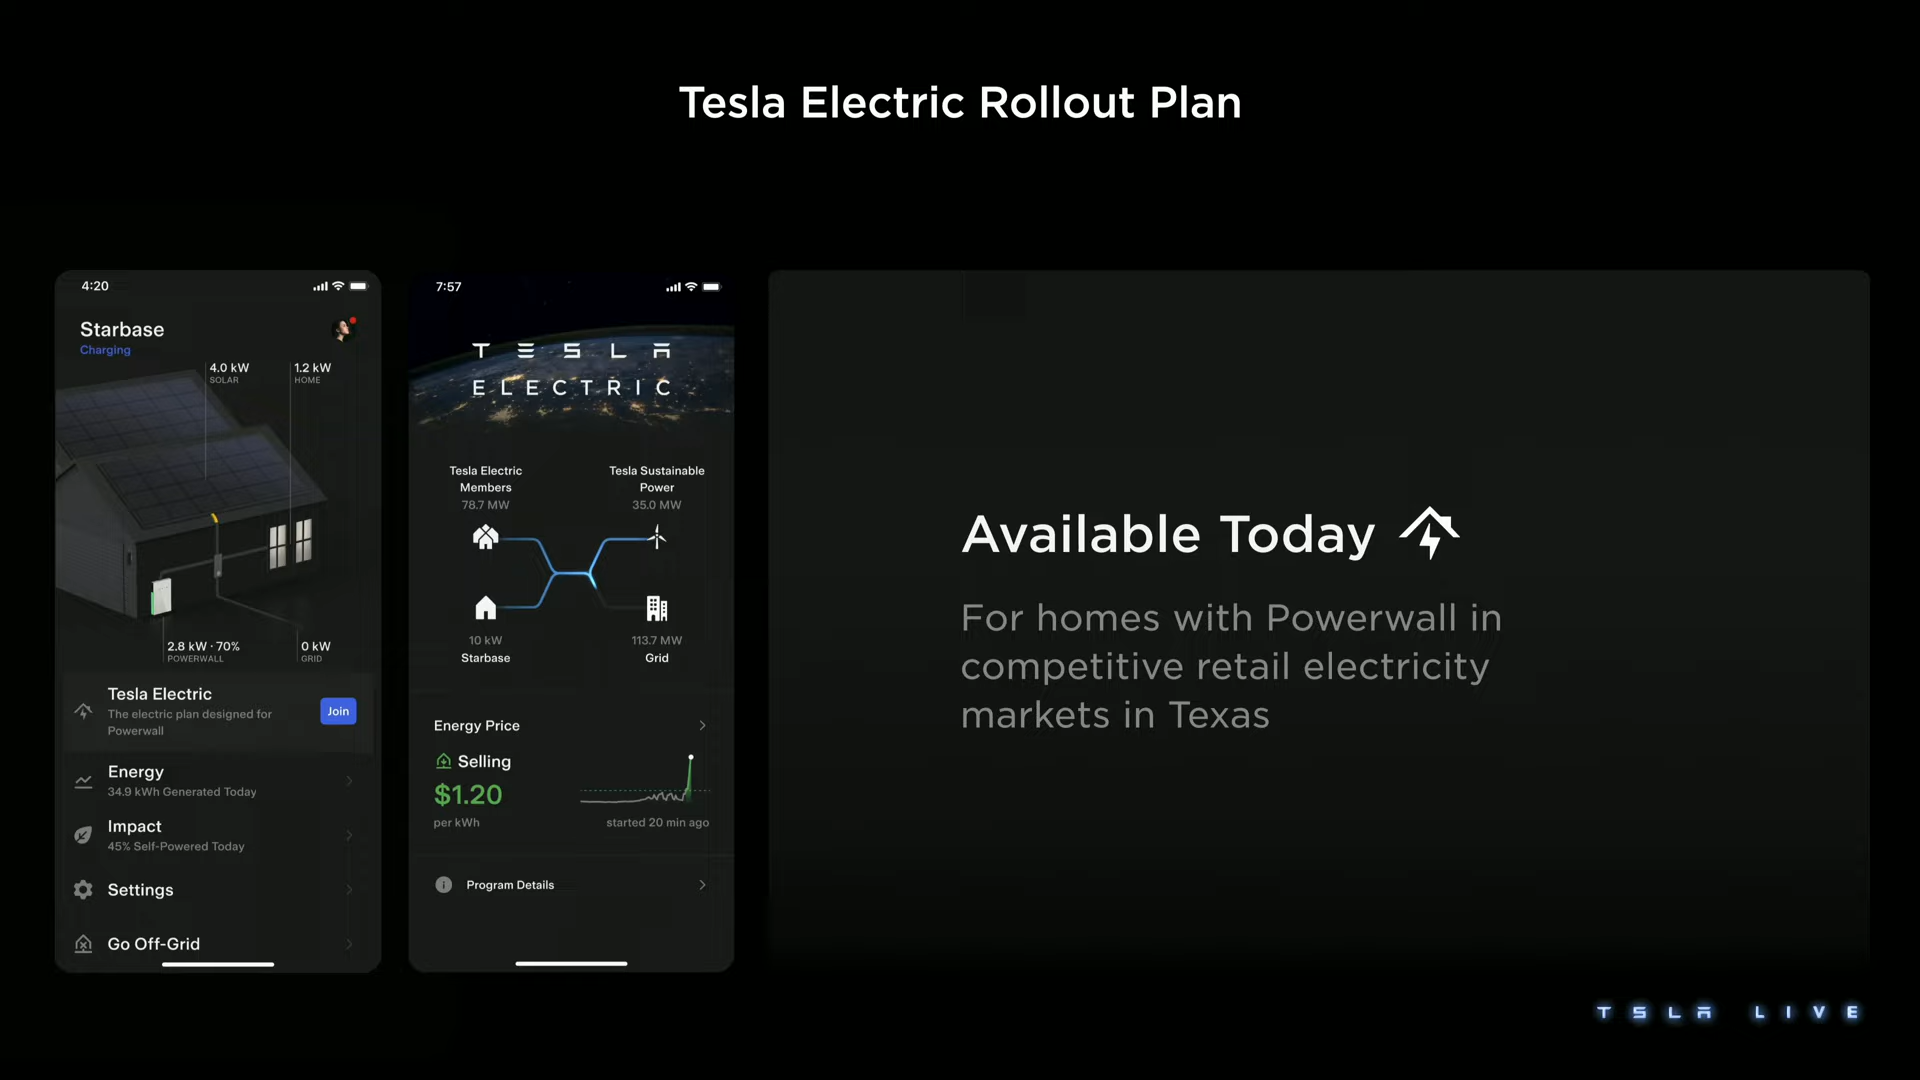 Tesla Electric Rollout Plan
4:20
Starbase
Charging
4.0 kW
SOLAR
1.2 kW
HOME
2.8 kW · 70%
POWERWALL
0 kW
GRID
Tesla Electric
The electric plan designed for
Powerwall
Join
Energy
34.9 kWh Generated Today
Impact
45% Self-Powered Today
Settings
Go Off-Grid
7:57
TESLA
ELECTRIC
Tesla Electric
Members
78.7 MW
Tesla Sustainable
Power
35.0 MW
10 kW
Starbase
113.7 MW
Grid
Energy Price
Selling
$1.20
per kWh
started 20 min ago
Program Details
Available Today
For homes with Powerwall in
competitive retail electricity
markets in Texas
TSLA LIVE